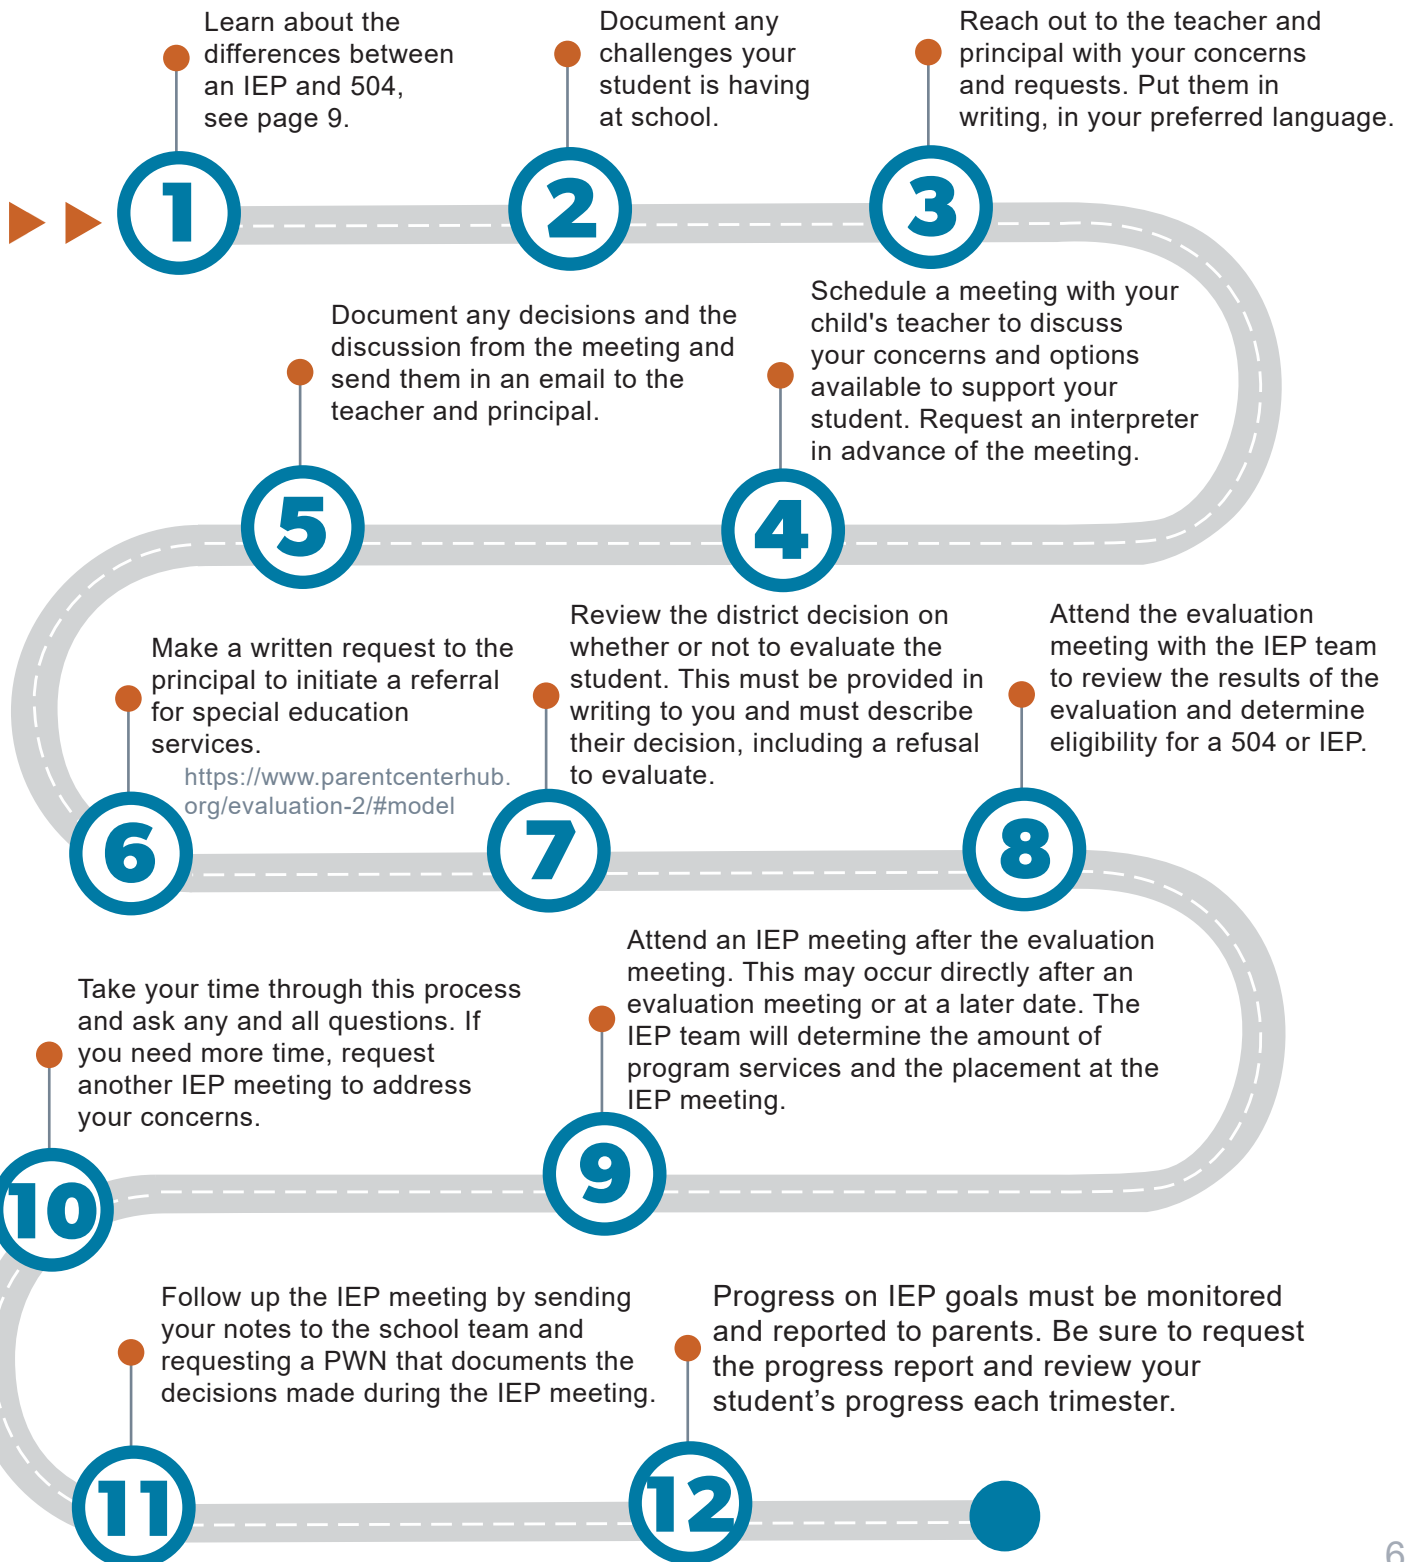 Learn about the
differences between
an IEP and 504,
see page 9.
1
Document any
challenges your
student is having
at school.
2
Reach out to the teacher and
principal with your concerns
and requests. Put them in
writing, in your preferred language.
3
Schedule a meeting with your
child's teacher to discuss
your concerns and options
available to support your
student. Request an interpreter
in advance of the meeting.
4
Document any decisions and the
discussion from the meeting and
send them in an email to the
teacher and principal.
5
Make a written request to the
principal to initiate a referral
for special education
services.
https://www.parentcenterhub.
org/evaluation-2/#model
6
Review the district decision on
whether or not to evaluate the
student. This must be provided in
writing to you and must describe
their decision, including a refusal
to evaluate.
7
Attend the evaluation
meeting with the IEP team
to review the results of the
evaluation and determine
eligibility for a 504 or IEP.
8
Attend an IEP meeting after the evaluation
meeting. This may occur directly after an
evaluation meeting or at a later date. The
IEP team will determine the amount of
program services and the placement at the
IEP meeting.
9
Take your time through this process
and ask any and all questions. If
you need more time, request
another IEP meeting to address
your concerns.
10
Follow up the IEP meeting by sending
your notes to the school team and
requesting a PWN that documents the
decisions made during the IEP meeting.
11
Progress on IEP goals must be monitored
and reported to parents. Be sure to request
the progress report and review your
student’s progress each trimester.
12
6